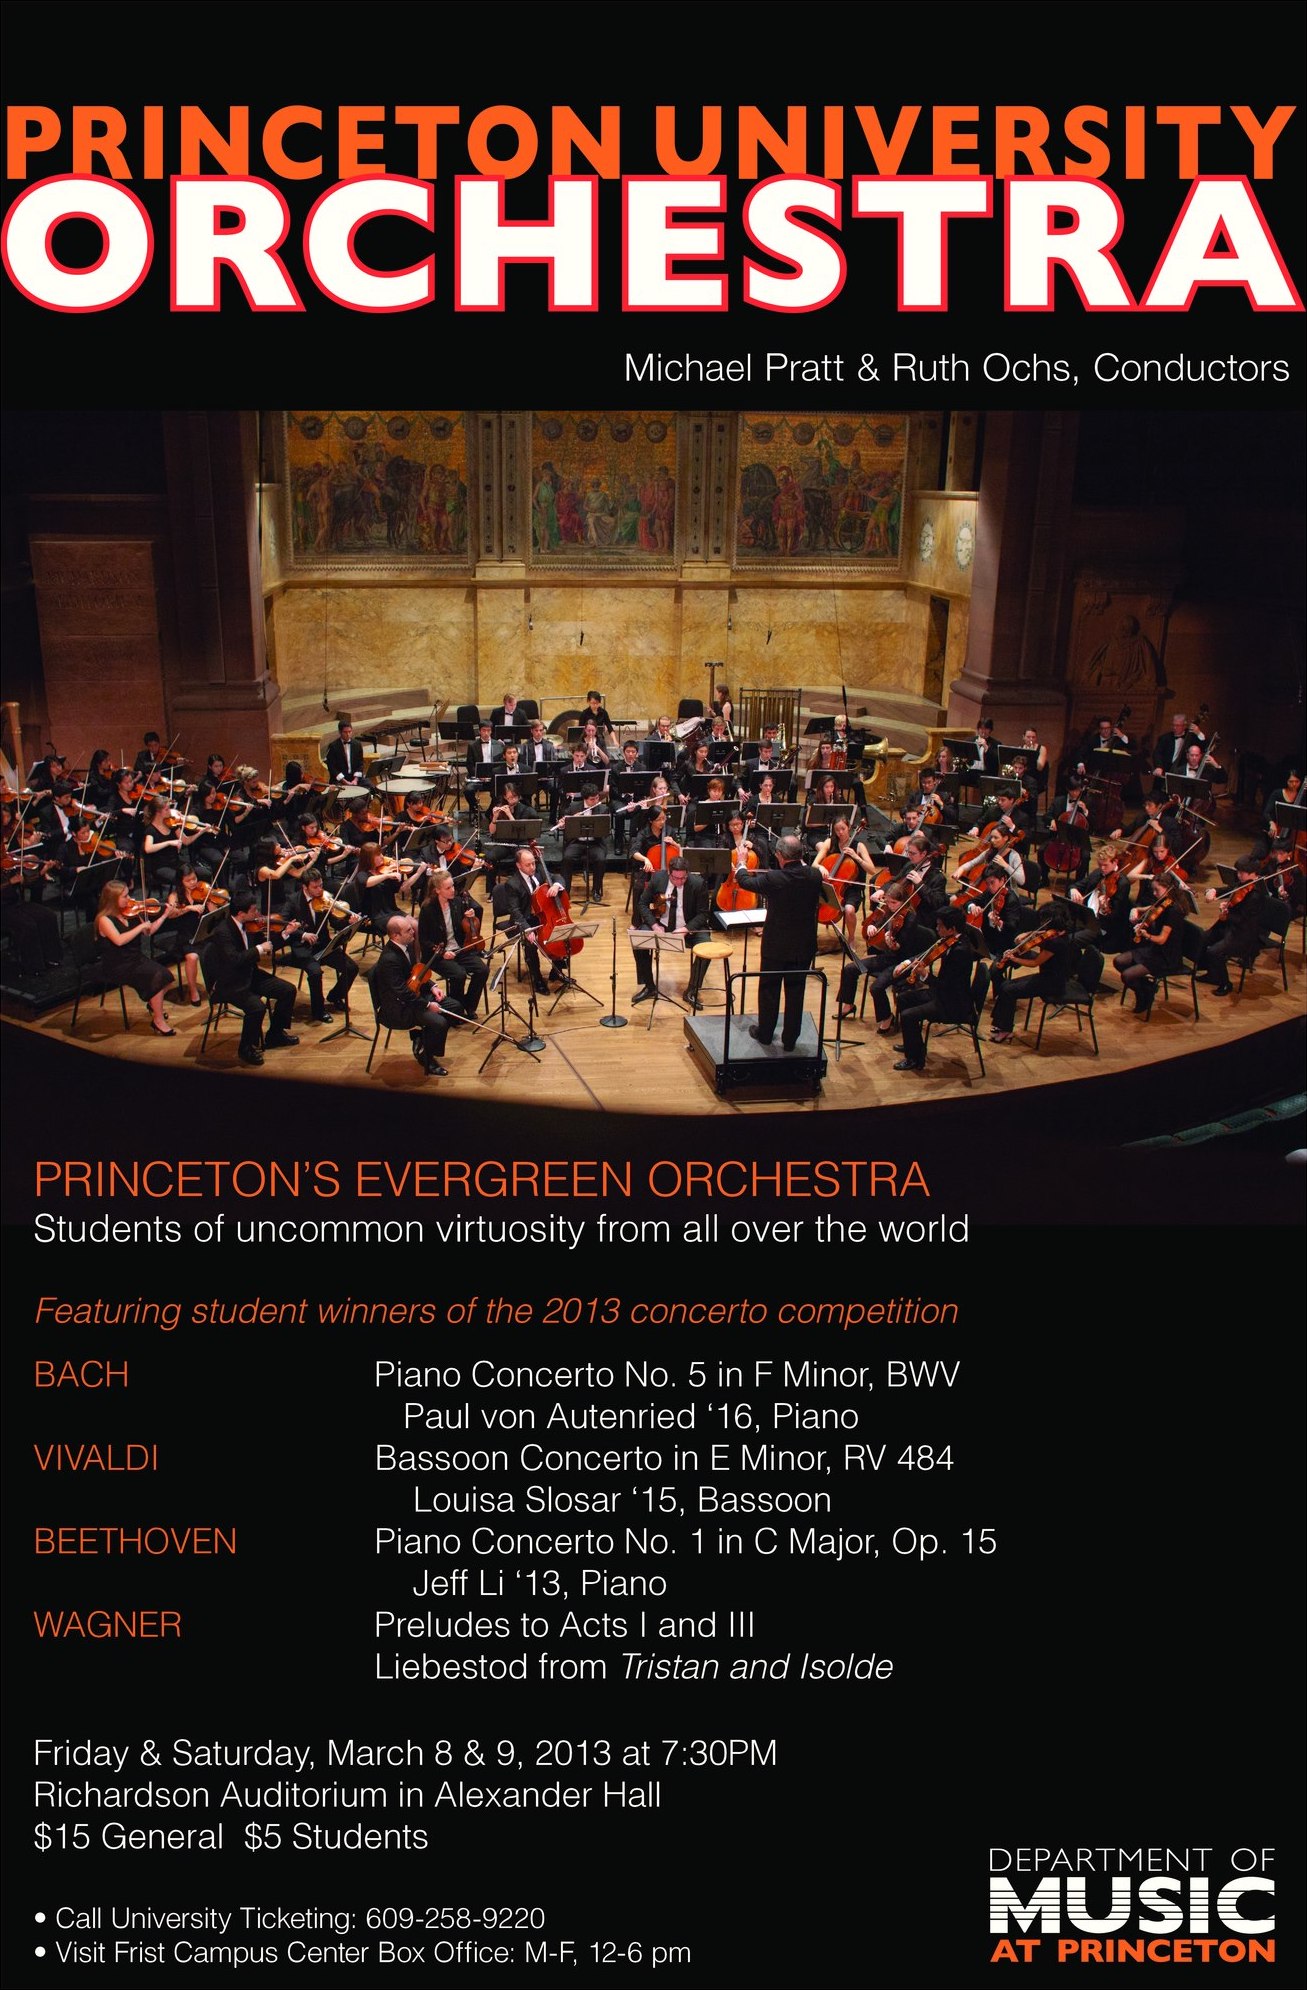 PRINCETON UNIVERSITY
ORCHESTRA
Michael Pratt & Ruth Ochs, Conductors
PRINCETON'S EVERGREEN ORCHESTRA
Students of uncommon virtuosity from all over the world
Featuring student winners of the 2013 concerto competition
BACH Piano Concerto No. 5 in F Minor, BWV
Paul von Autenried ‘16, Piano
VIVALDI Bassoon Concerto in E Minor, RV 484
Louisa Slosar ‘15, Bassoon
BEETHOVEN Piano Concerto No. 1 in C Major, Op. 15
Jeff Li ‘13, Piano
WAGNER Preludes to Acts I and III
Liebestod from Tristan and Isolde
Friday & Saturday, March 8 & 9, 2013 at 7:30PM
Richardson Auditorium in Alexander Hall
$15 General $5 Students
• Call University Ticketing: 609-258-9220
• Visit Frist Campus Center Box Office: M-F, 12-6 pm
DEPARTMENT OF
MUSIC
AT PRINCETON